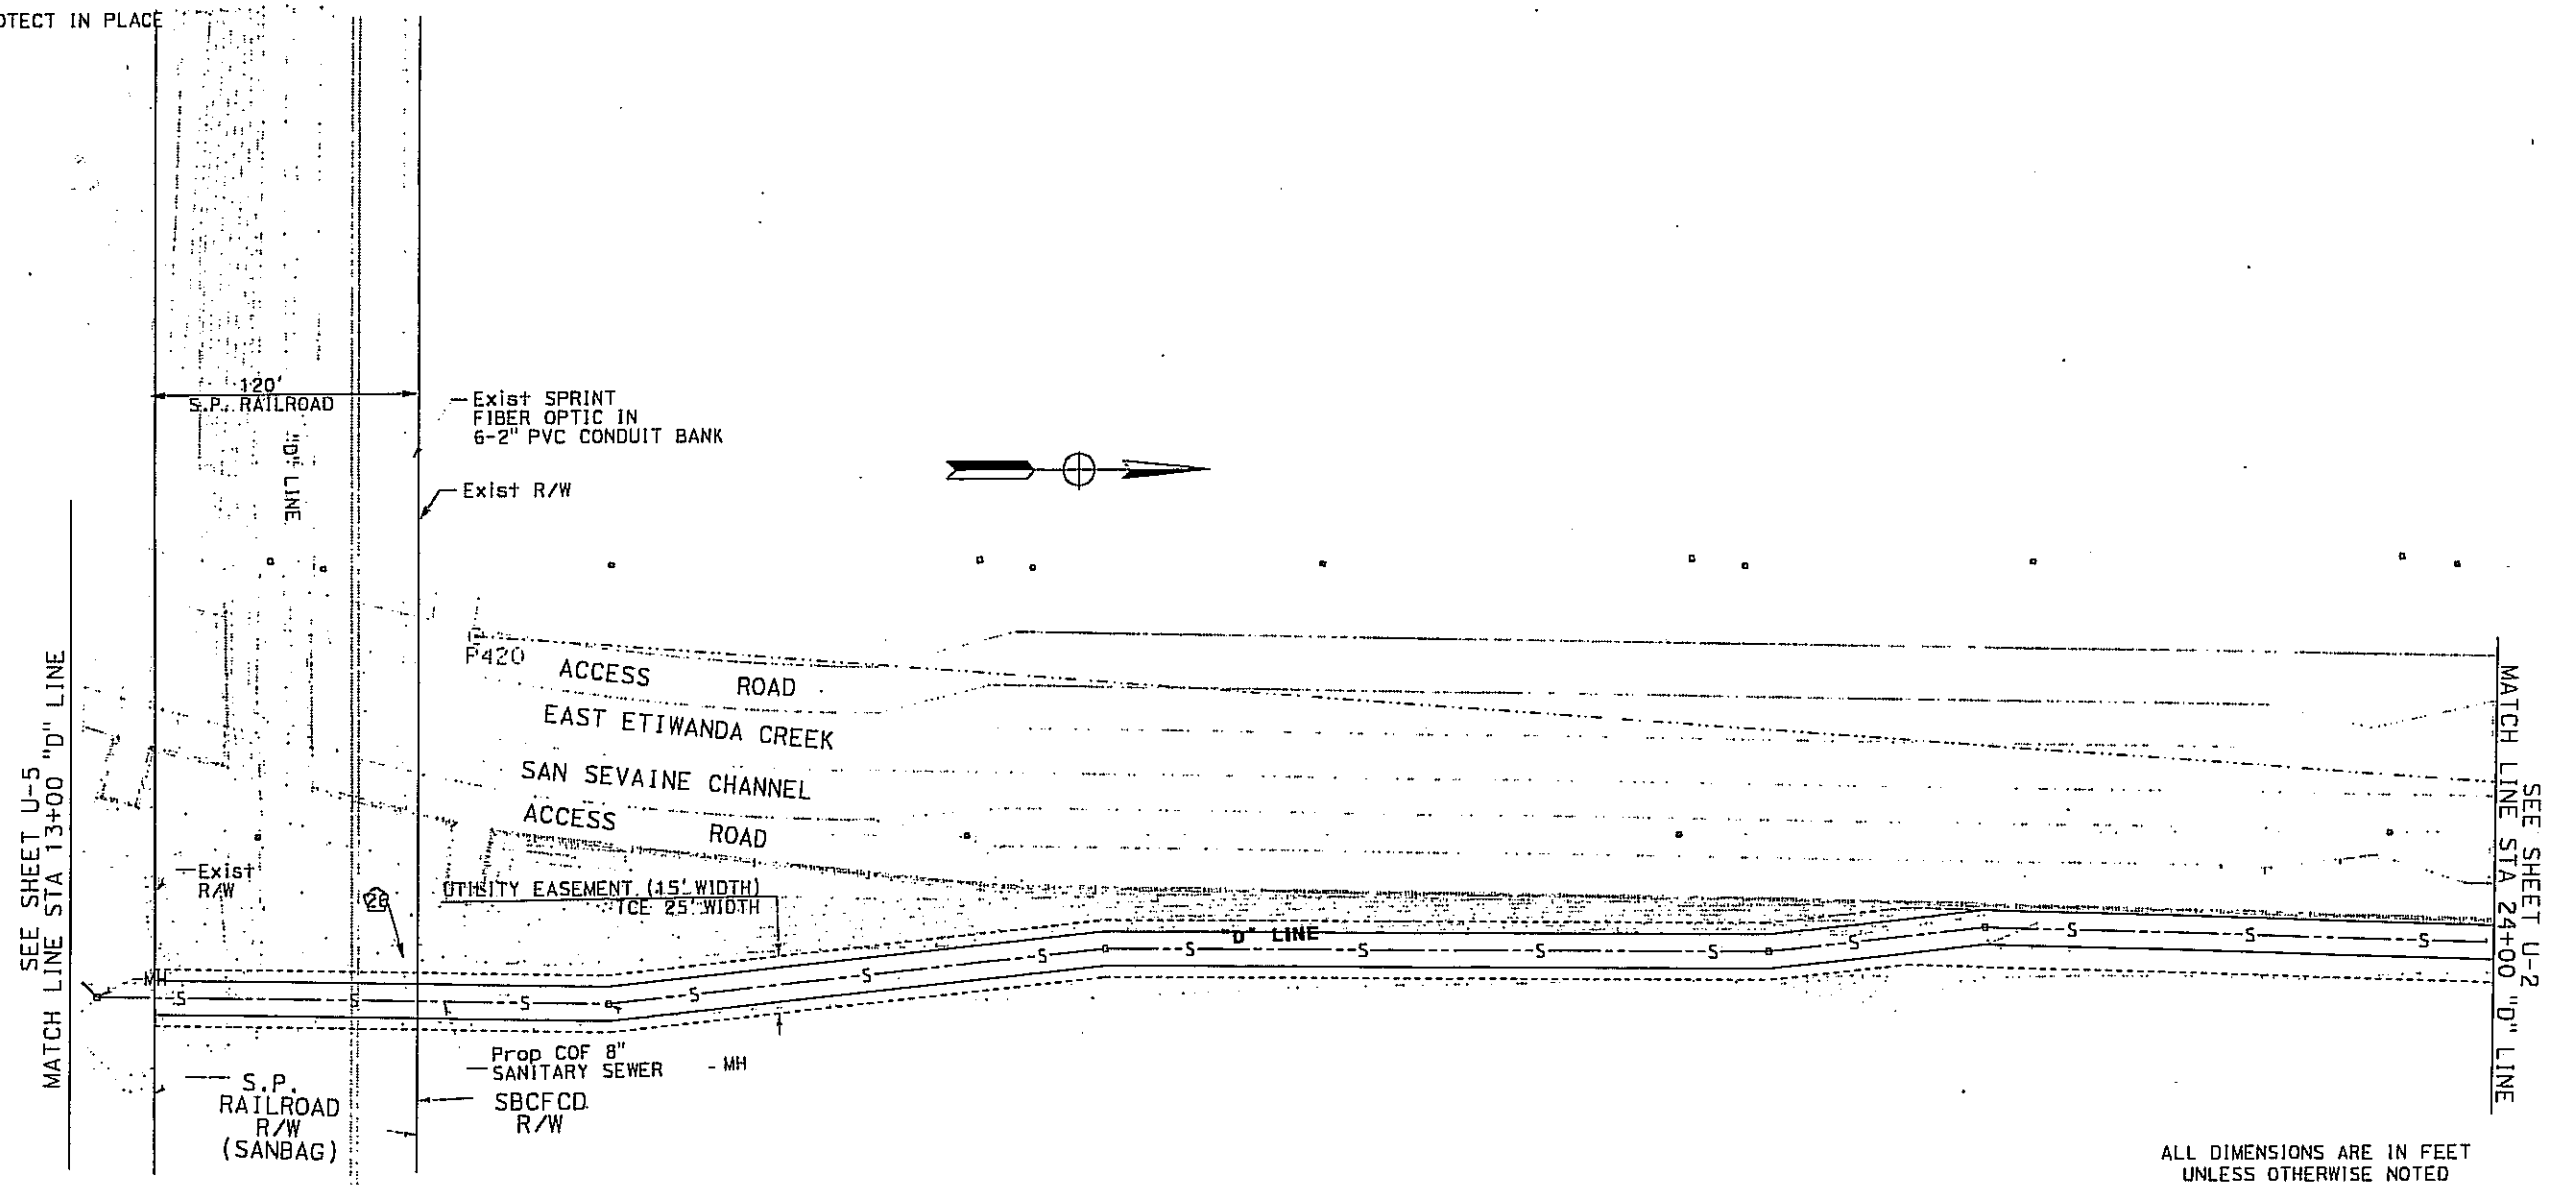 OTECT IN PLACE
120'
S.P. RAILROAD
"D" LINE
Exist SPRINT
FIBER OPTIC IN
6-2" PVC CONDUIT BANK
Exist R/W
SEE SHEET U-5
MATCH LINE STA 13+00 "D" LINE
F420
ACCESS ROAD
EAST ETIWANDA CREEK
SAN SEVAINE CHANNEL
ACCESS ROAD
Exist
R/W
UTILITY EASEMENT (15' WIDTH)
TCE 25' WIDTH
"D" LINE
MH
S S S S S S S S S S S S S S
Prop COF 8"
SANITARY SEWER - MH
S.P.
RAILROAD
R/W
(SANBAG)
SBCFCD
R/W
SEE SHEET U-2
MATCH LINE STA 24+00 "D" LINE
ALL DIMENSIONS ARE IN FEET
UNLESS OTHERWISE NOTED